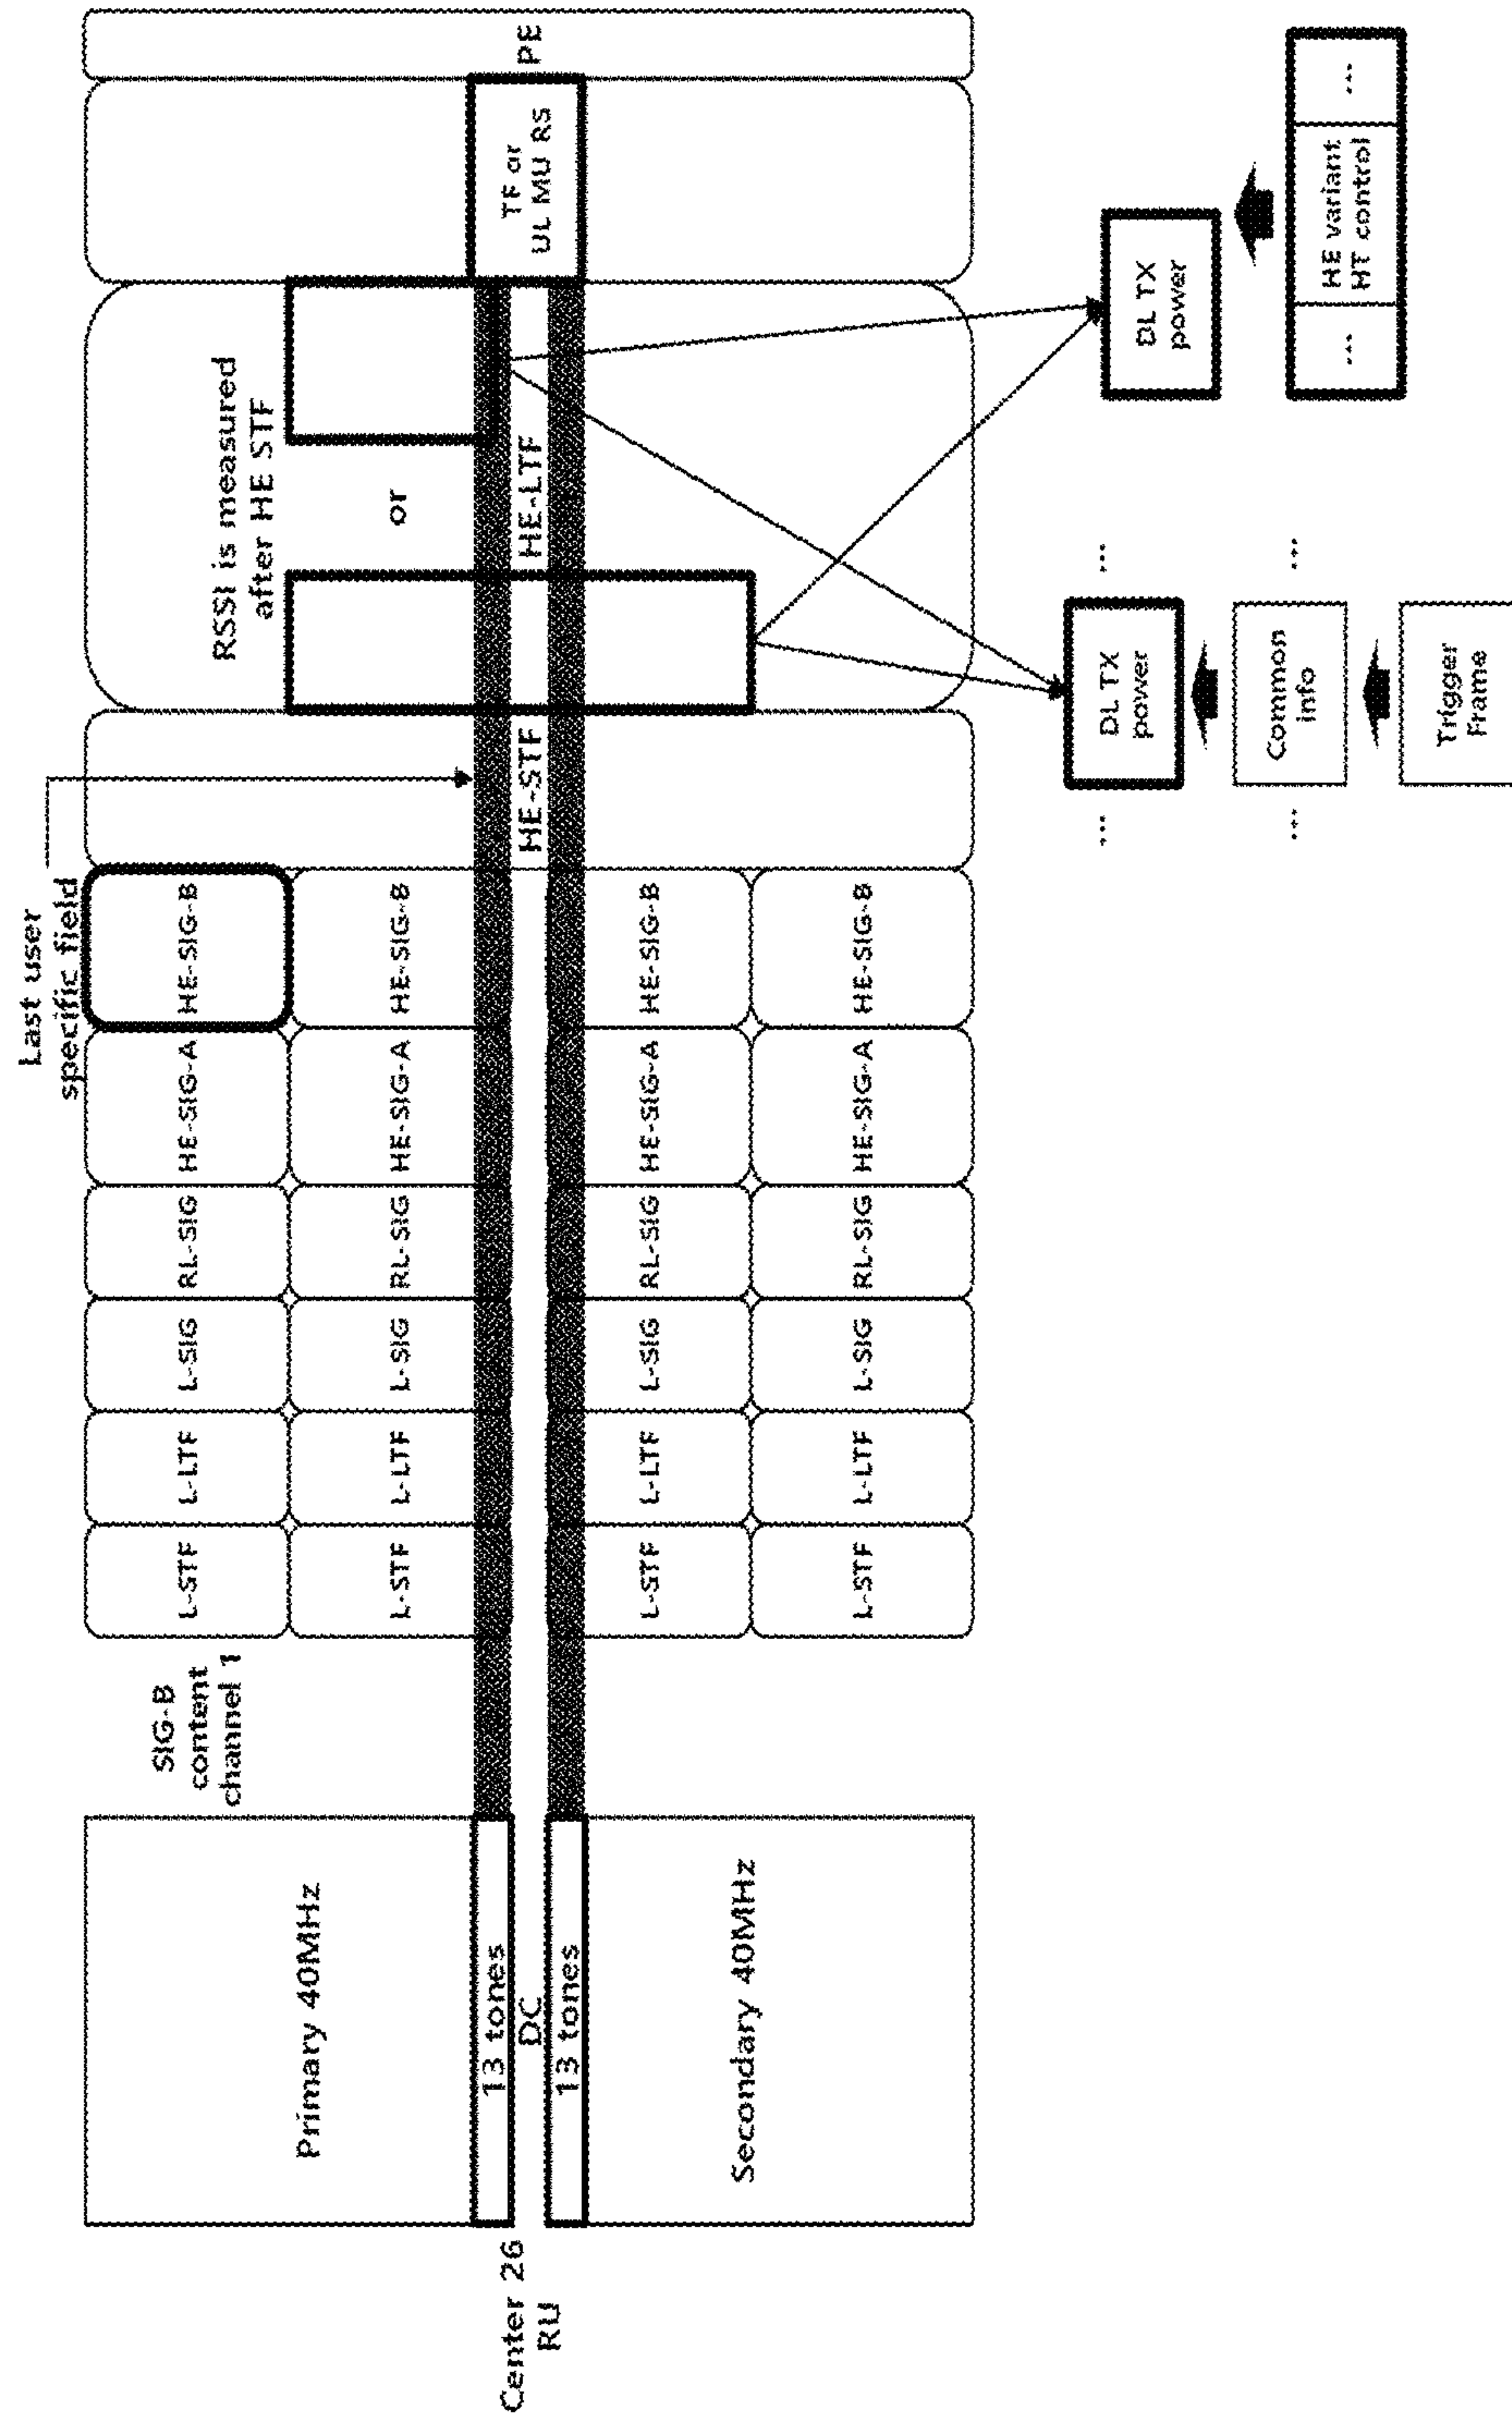 Last user
specific field
RSSI is measured
after HE STF
SIG-B
content
channel 1
or
Primary 40MHz
L-STF
L-LTF
L-SIG
RL-SIG
HE-SIG-A
HE-SIG-B
L-STF
L-LTF
L-SIG
RL-SIG
HE-SIG-A
HE-SIG-B
Center 26
RU
13 tones
DC
13 tones
HE-STF
HE-LTF
TF or
UL MU RS
PE
Secondary 40MHz
L-STF
L-LTF
L-SIG
RL-SIG
HE-SIG-A
HE-SIG-B
L-STF
L-LTF
L-SIG
RL-SIG
HE-SIG-A
HE-SIG-B
...
DL TX
power
...
DL TX
power
...
Common
info
...
...
HE variant
HT control
...
Trigger
Frame